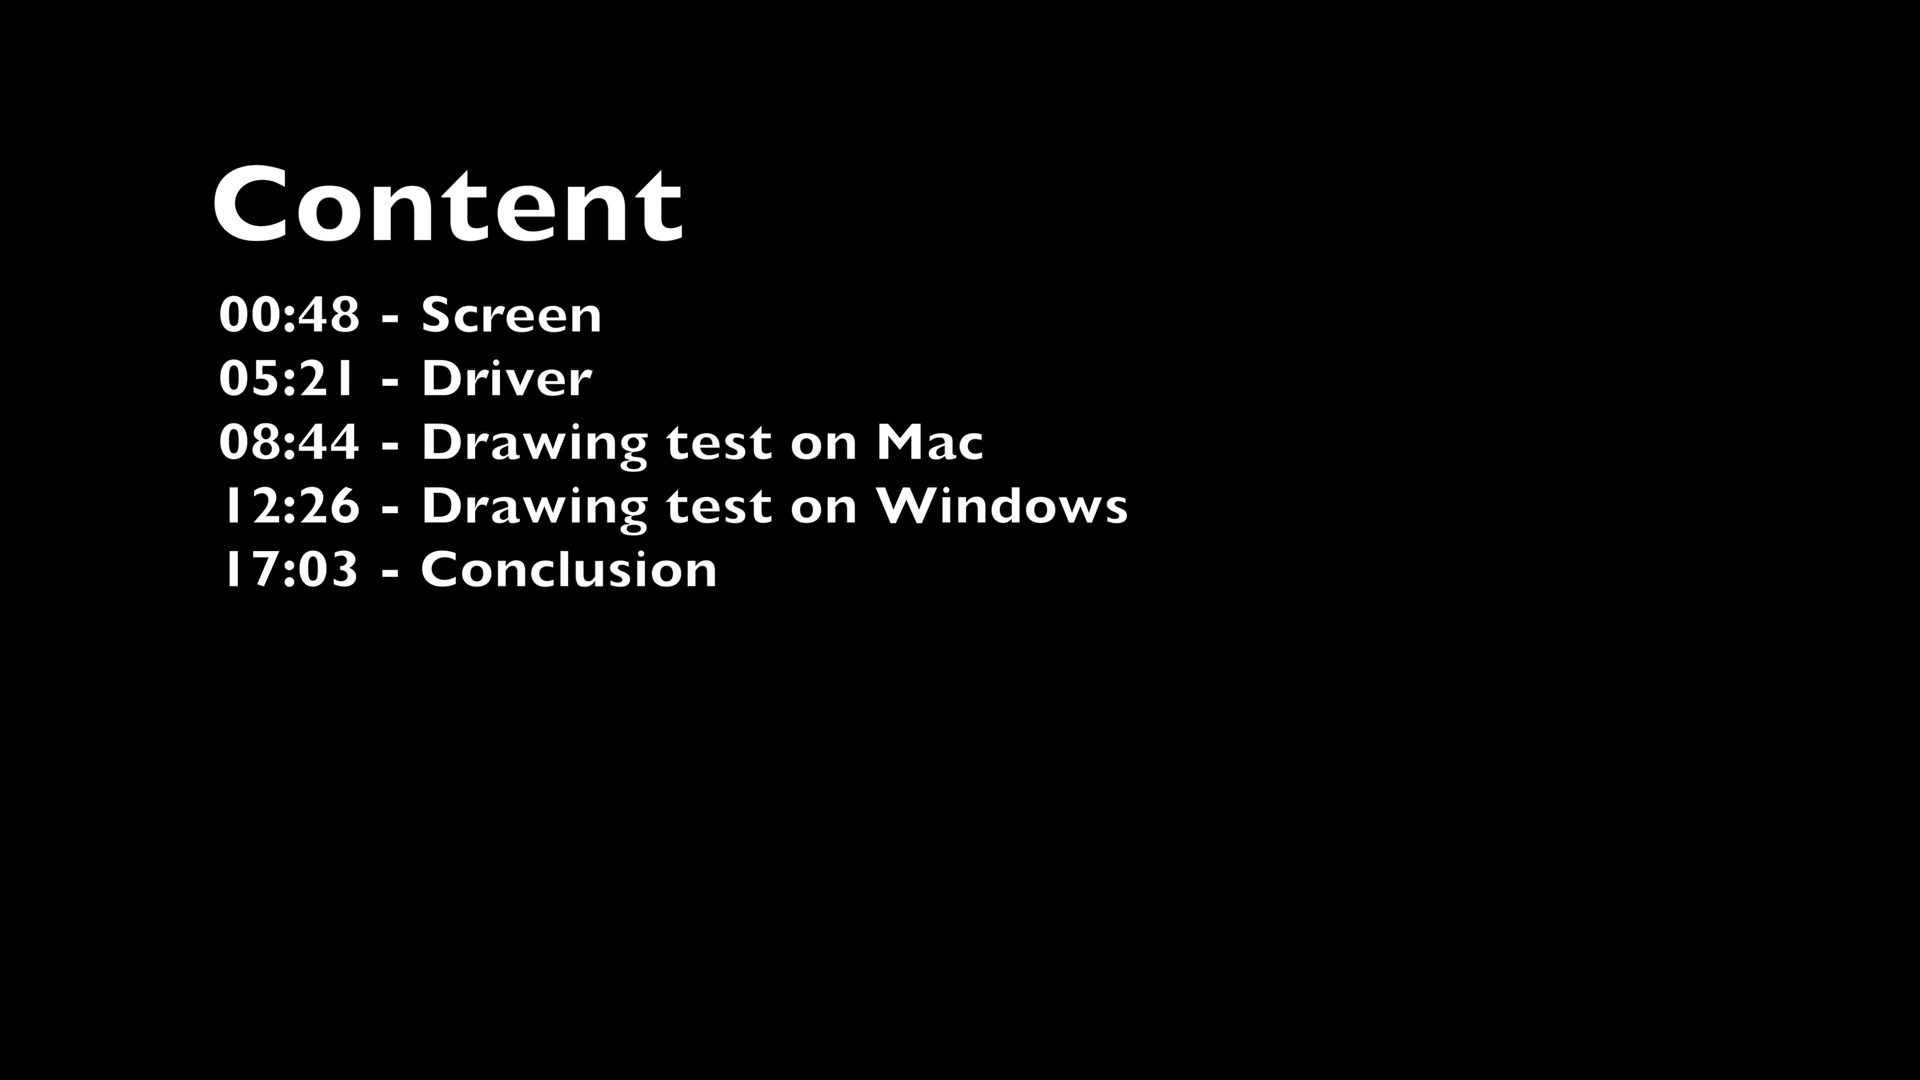 Content
00:48 - Screen
05:21 - Driver
08:44 - Drawing test on Mac
12:26 - Drawing test on Windows
17:03 - Conclusion